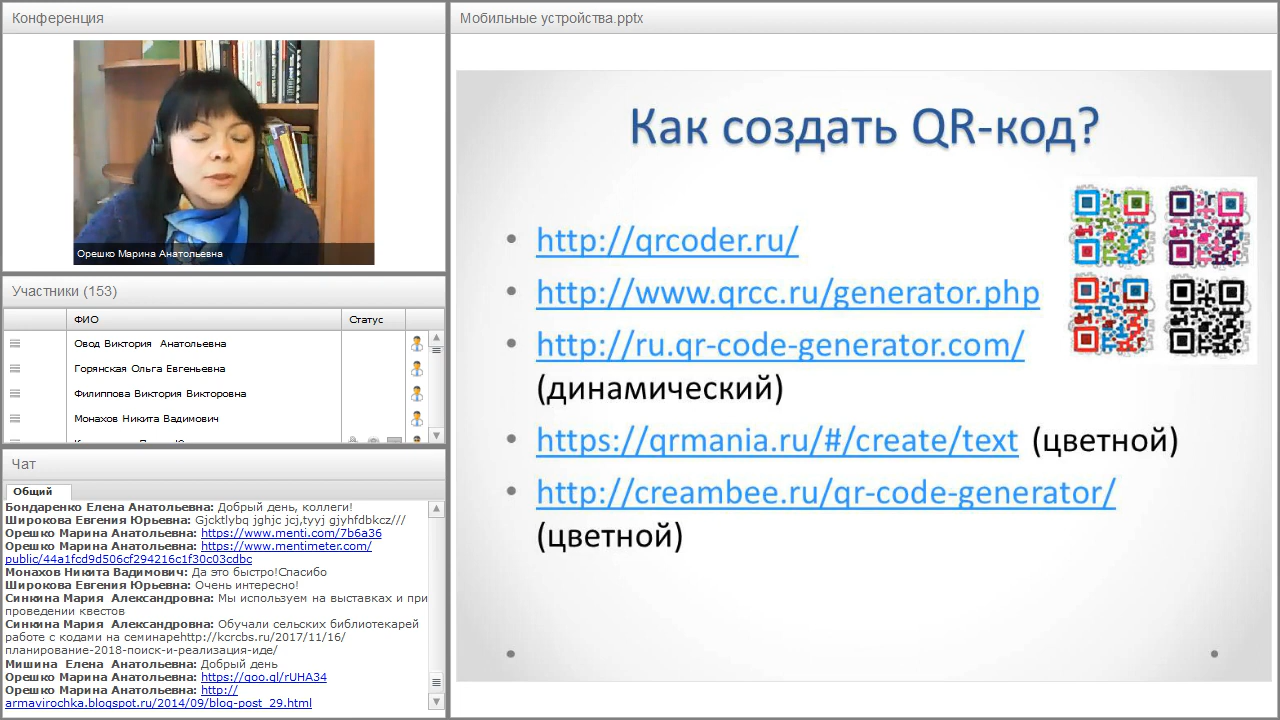 Конференция
Орешко Марина Анатольевна
Участники (153)
ФИО
Статус
Овод Виктория  Анатольевна
Горянская Ольга Евгеньевна
Филиппова Виктория Викторовна
Монахов Никита Вадимович
Чат
Общий
Бондаренко Елена Анатольевна: Добрый день, коллеги!
Широкова Евгения Юрьевна: Gjcktlybq jghjc jcj,tyyj gjyhfdbkcz///
Орешко Марина Анатольевна: https://www.menti.com/7b6a36
Орешко Марина Анатольевна: https://www.mentimeter.com/
public/44a1fcd9d506cf294216c1f30c03cdbc
Монахов Никита Вадимович: Да это быстро!Спасибо
Широкова Евгения Юрьевна: Очень интересно!
Синкина Мария  Александровна: Мы используем на выставках и при
проведении квестов
Синкина Мария  Александровна: Обучали сельских библиотекарей
работе с кодами на семинареhttp://kcrcbs.ru/2017/11/16/
планирование-2018-поиск-и-реализация-иде/
Мишина  Елена  Анатольевна: Добрый день
Орешко Марина Анатольевна: https://goo.gl/rUHA34
Орешко Марина Анатольевна: http://
armavirochka.blogspot.ru/2014/09/blog-post_29.html
Мобильные устройства.pptx
Как создать QR-код?
• http://qrcoder.ru/
• http://www.qrcc.ru/generator.php
• http://ru.qr-code-generator.com/
(динамический)
• https://qrmania.ru/#/create/text (цветной)
• http://creambee.ru/qr-code-generator/
(цветной)